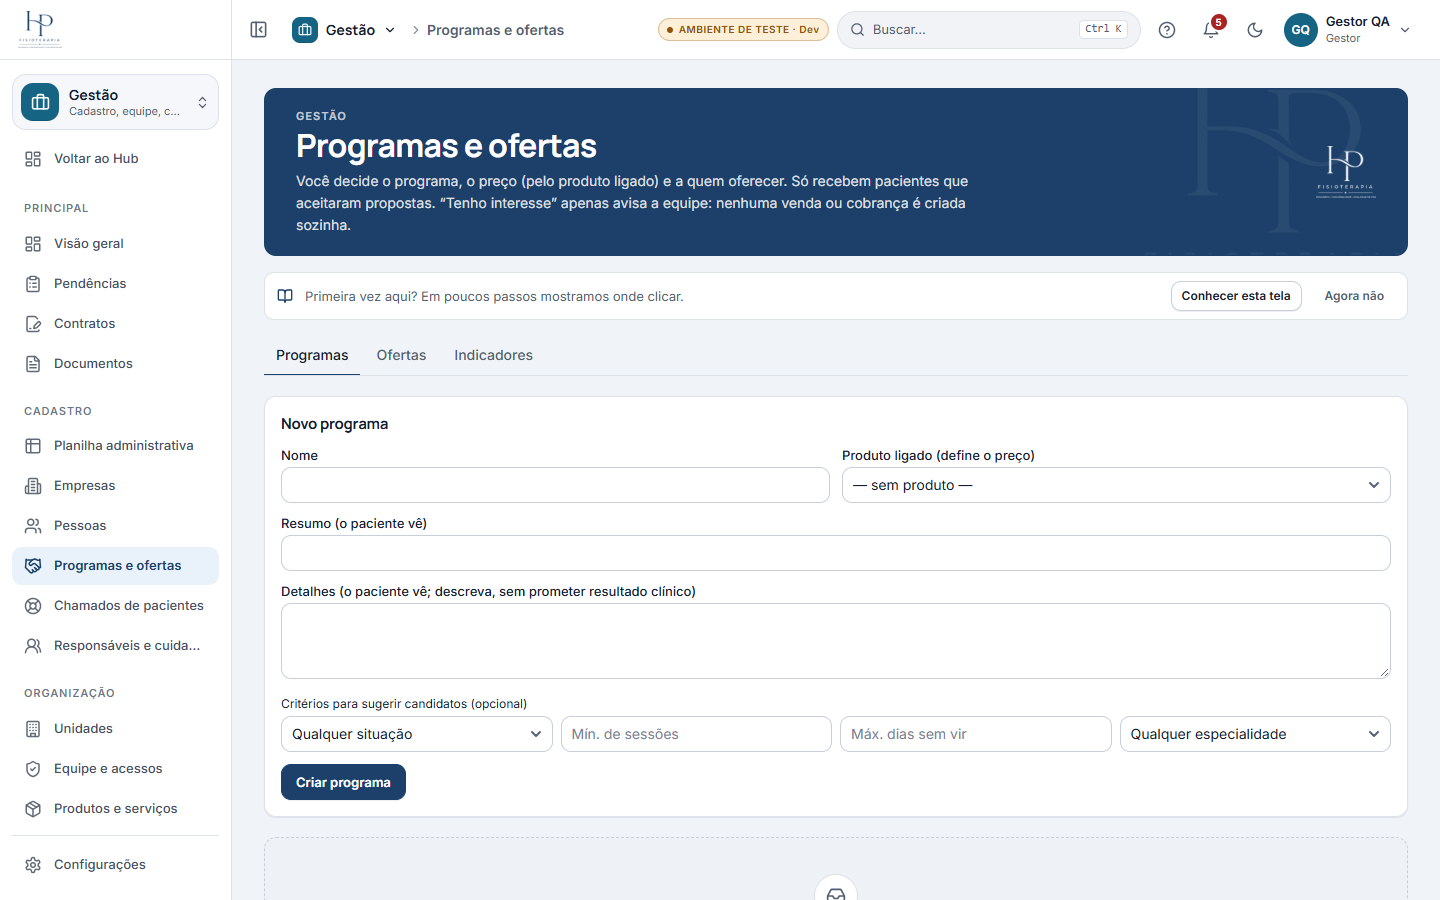 HP
FISIOTERAPIA
Gestão
Programas e ofertas
AMBIENTE DE TESTE · Dev
Buscar...
Ctrl K
5
GQ
Gestor QA
Gestor
Gestão
Cadastro, equipe, c...
Voltar ao Hub
PRINCIPAL
Visão geral
Pendências
Contratos
Documentos
CADASTRO
Planilha administrativa
Empresas
Pessoas
Programas e ofertas
Chamados de pacientes
Responsáveis e cuida...
ORGANIZAÇÃO
Unidades
Equipe e acessos
Produtos e serviços
Configurações
GESTÃO
Programas e ofertas
Você decide o programa, o preço (pelo produto ligado) e a quem oferecer. Só recebem pacientes que
aceitaram propostas. “Tenho interesse” apenas avisa a equipe: nenhuma venda ou cobrança é criada
sozinha.
HP
FISIOTERAPIA
Primeira vez aqui? Em poucos passos mostramos onde clicar.
Conhecer esta tela
Agora não
Programas
Ofertas
Indicadores
Novo programa
Nome
Produto ligado (define o preço)
— sem produto —
Resumo (o paciente vê)
Detalhes (o paciente vê; descreva, sem prometer resultado clínico)
Critérios para sugerir candidatos (opcional)
Qualquer situação
Mín. de sessões
Máx. dias sem vir
Qualquer especialidade
Criar programa